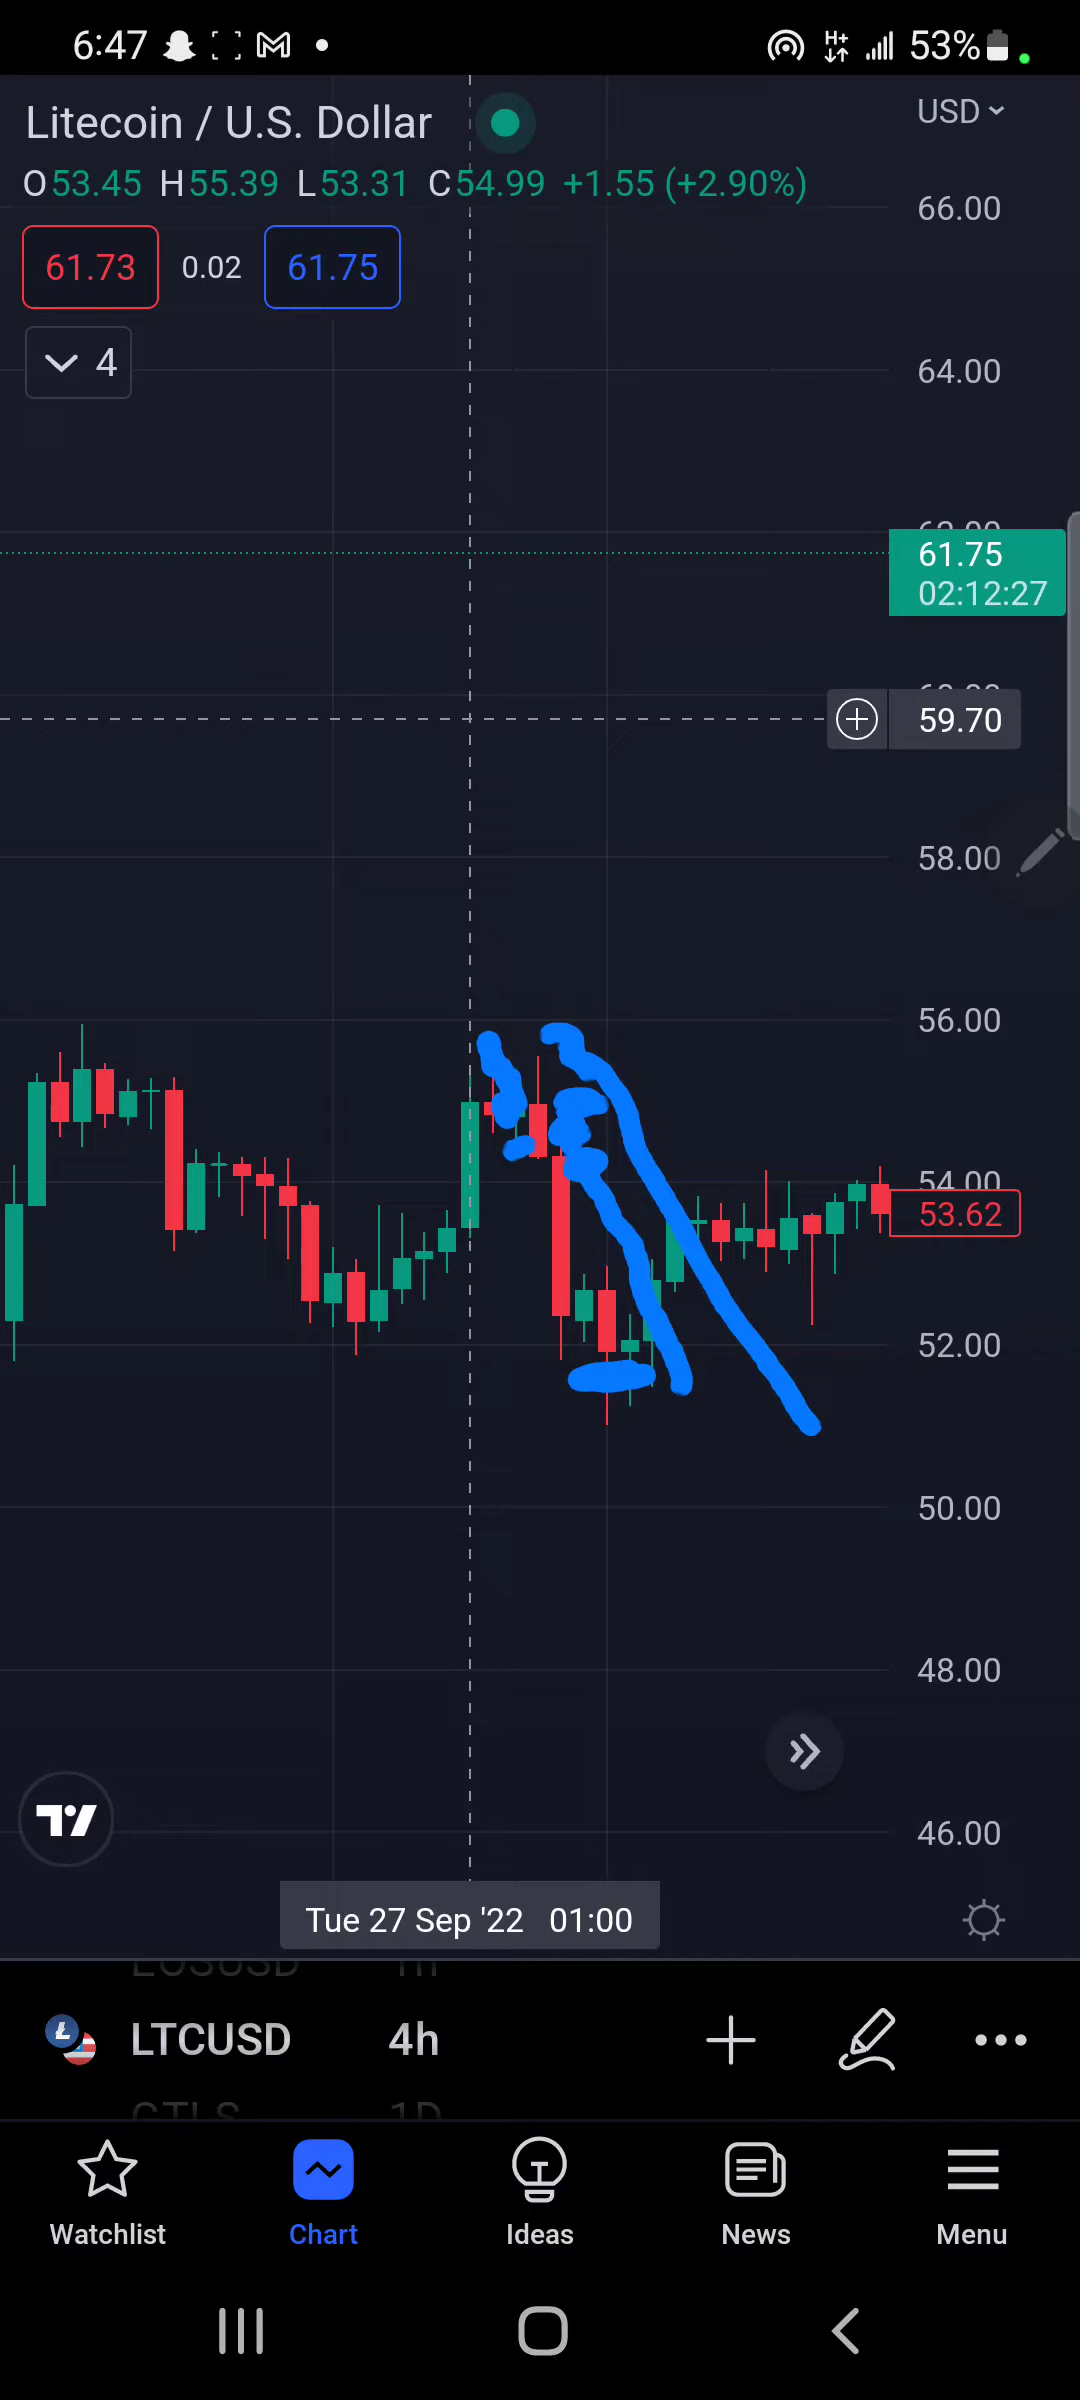 6:47 53%
Litecoin / U.S. Dollar USD
O53.45 H55.39 L53.31 C54.99 +1.55 (+2.90%)
66.00
61.73 0.02 61.75
4
64.00
61.75
02:12:27
59.70
58.00
56.00
54.00
53.62
52.00
50.00
48.00
46.00
Tue 27 Sep '22 01:00
LTCUSD 4h
1D
Watchlist Chart Ideas News Menu